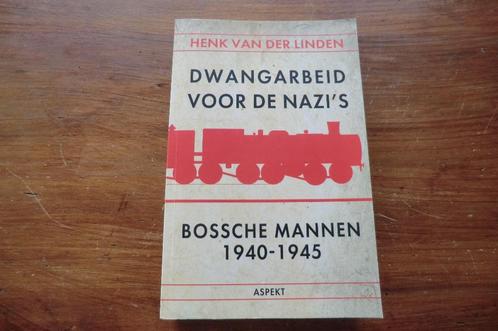 HENK VAN DER LINDEN
DWANGARBEID
VOOR DE NAZI'S
BOSSCHE MANNEN
1940-1945
ASPEKT